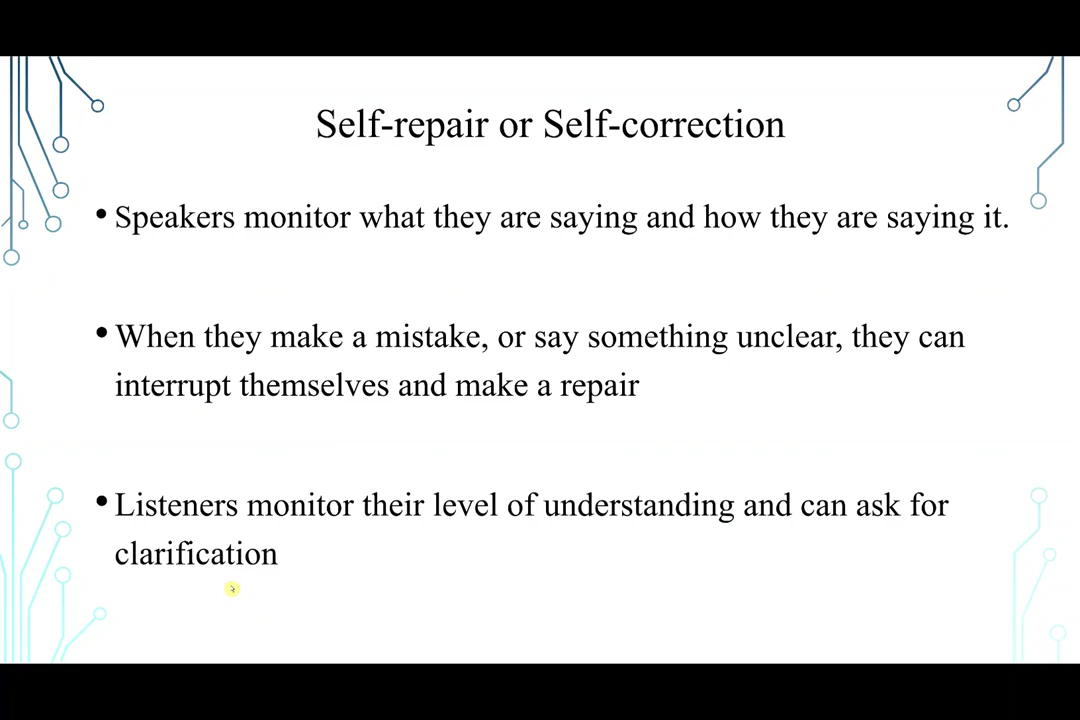 Self-repair or Self-correction
• Speakers monitor what they are saying and how they are saying it.
• When they make a mistake, or say something unclear, they can
interrupt themselves and make a repair
• Listeners monitor their level of understanding and can ask for
clarification